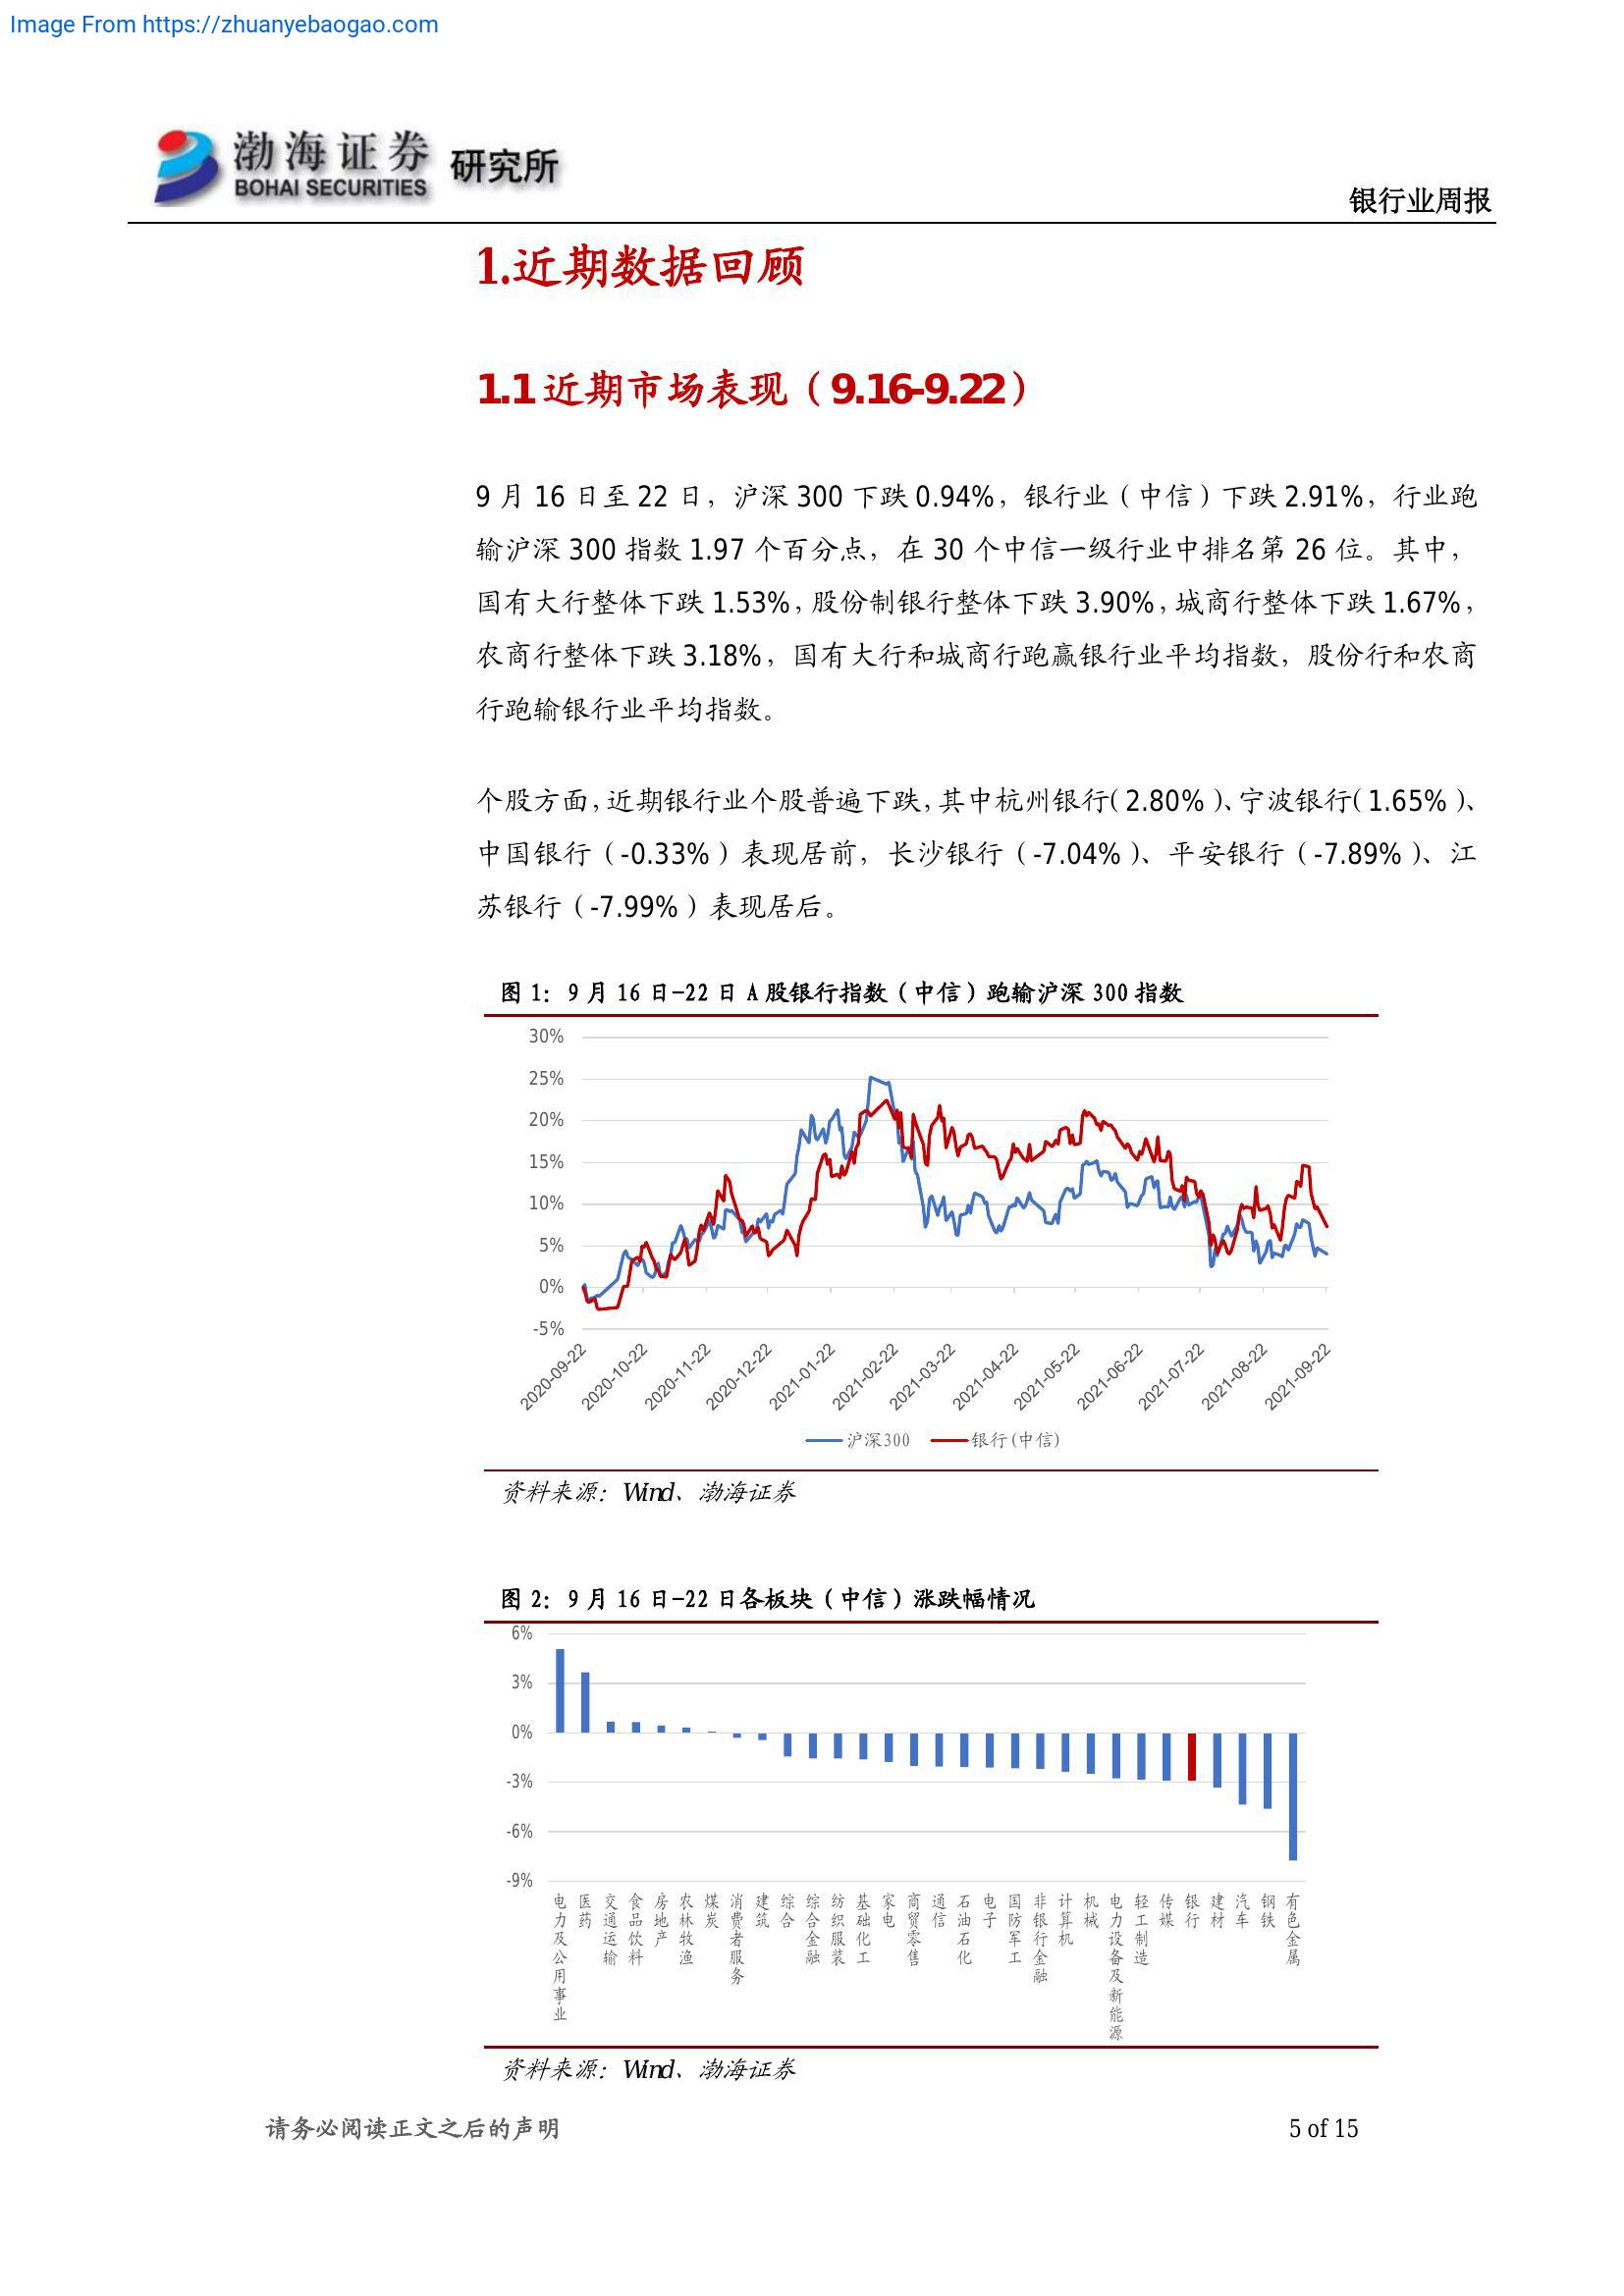 Image From https://zhuanyebaogao.com
渤海证券 研究所
BOHAI SECURITIES
银行业周报
1.近期数据回顾
1.1近期市场表现（9.16-9.22）
9 月 16 日至 22 日，沪深 300 下跌 0.94%，银行业（中信）下跌 2.91%，行业跑
输沪深 300 指数 1.97 个百分点，在 30 个中信一级行业中排名第 26 位。其中，
国有大行整体下跌 1.53%，股份制银行整体下跌 3.90%，城商行整体下跌 1.67%，
农商行整体下跌 3.18%，国有大行和城商行跑赢银行业平均指数，股份行和农商
行跑输银行业平均指数。
个股方面，近期银行业个股普遍下跌，其中杭州银行（2.80%）、宁波银行（1.65%）、
中国银行（-0.33%）表现居前，长沙银行（-7.04%）、平安银行（-7.89%）、江
苏银行（-7.99%）表现居后。
图 1：9 月 16 日-22 日 A 股银行指数（中信）跑输沪深 300 指数
30%
25%
20%
15%
10%
5%
0%
-5%
2020-09-22
2020-10-22
2020-11-22
2020-12-22
2021-01-22
2021-02-22
2021-03-22
2021-04-22
2021-05-22
2021-06-22
2021-07-22
2021-08-22
2021-09-22
沪深300 银行(中信)
资料来源：Wind、渤海证券
图 2：9 月 16 日-22 日各板块（中信）涨跌幅情况
6%
3%
0%
-3%
-6%
-9%
电力及公用事业
医药
交通运输
食品饮料
房地产
农林牧渔
煤炭
消费者服务
建筑
综合
综合金融
纺织服装
基础化工
家电
商贸零售
通信
石油石化
电子
国防军工
非银行金融
计算机
机械
电力设备及新能源
轻工制造
传媒
银行
建材
汽车
钢铁
有色金属
资料来源：Wind、渤海证券
请务必阅读正文之后的声明
5 of 15